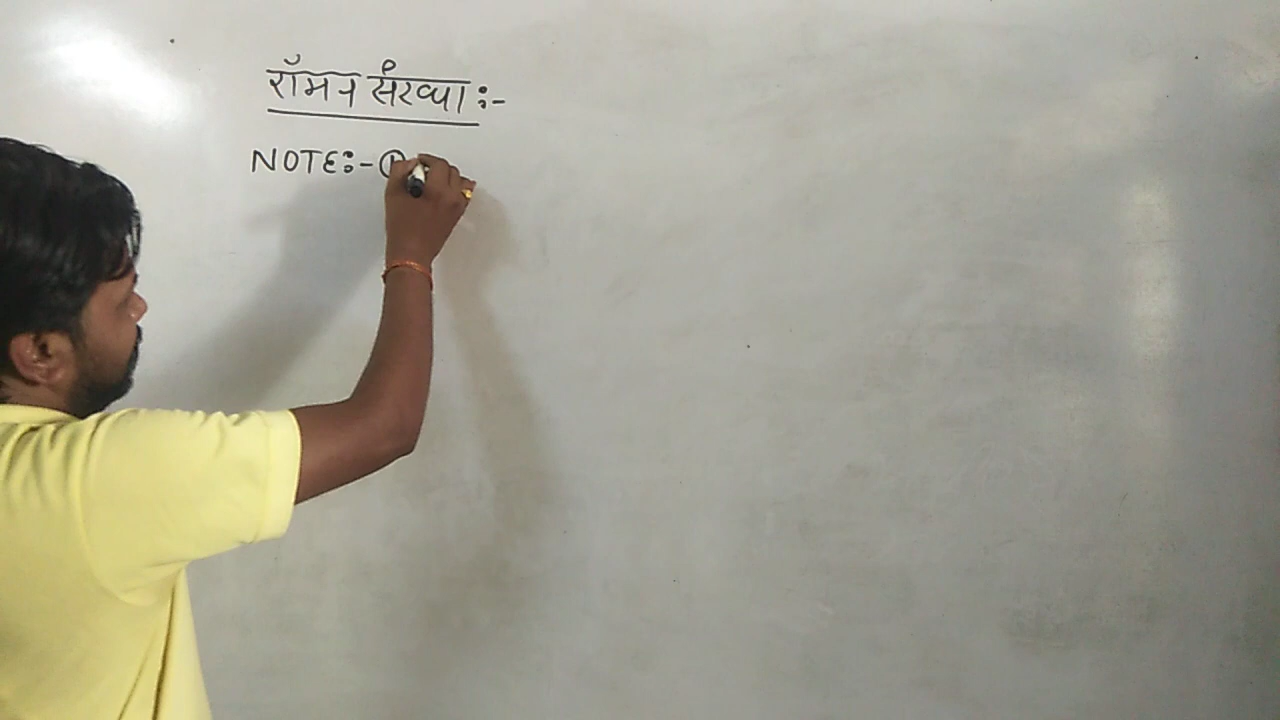 रॉमन संख्या :-
NOTE:- ①